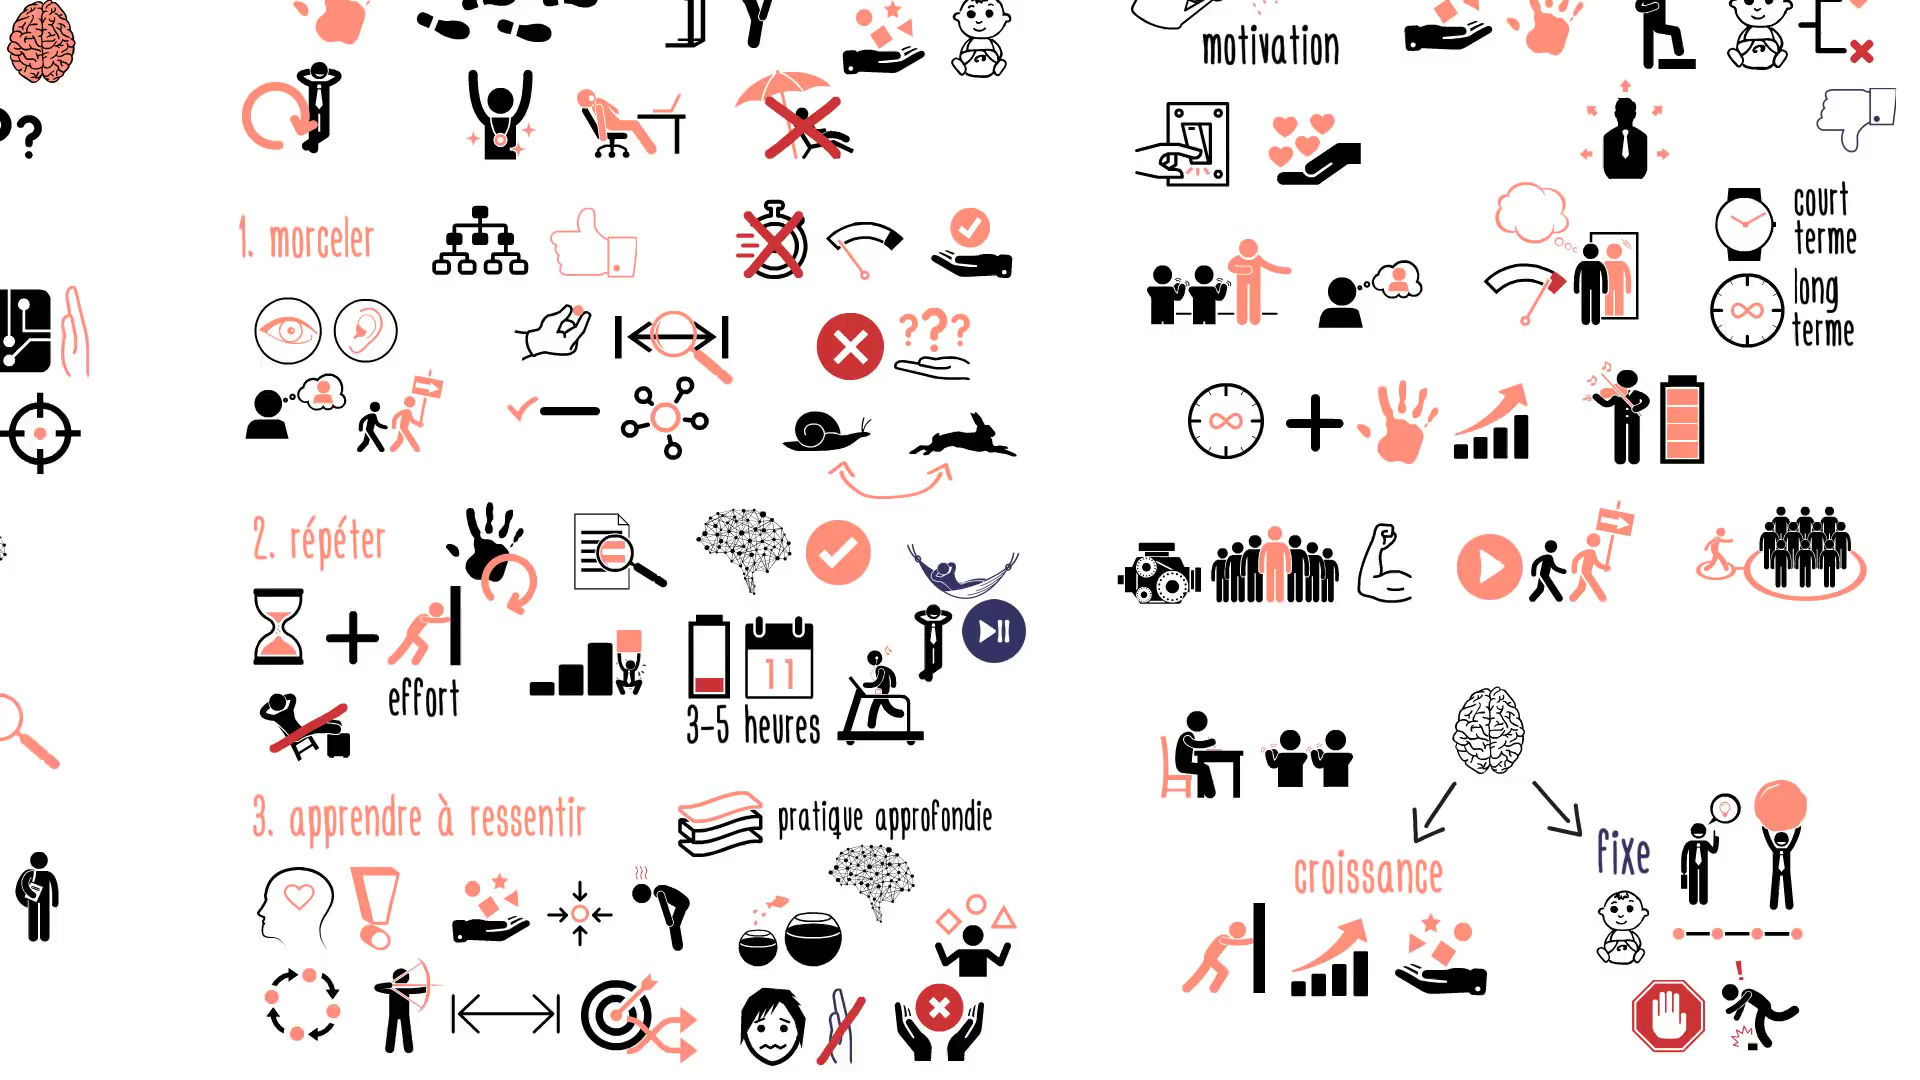 motivation
??
1. morceler
court
terme
long
terme
???
2. répéter
11
effort
3-5 heures
3. apprendre à ressentir
pratique approfondie
fixe
croissance
!